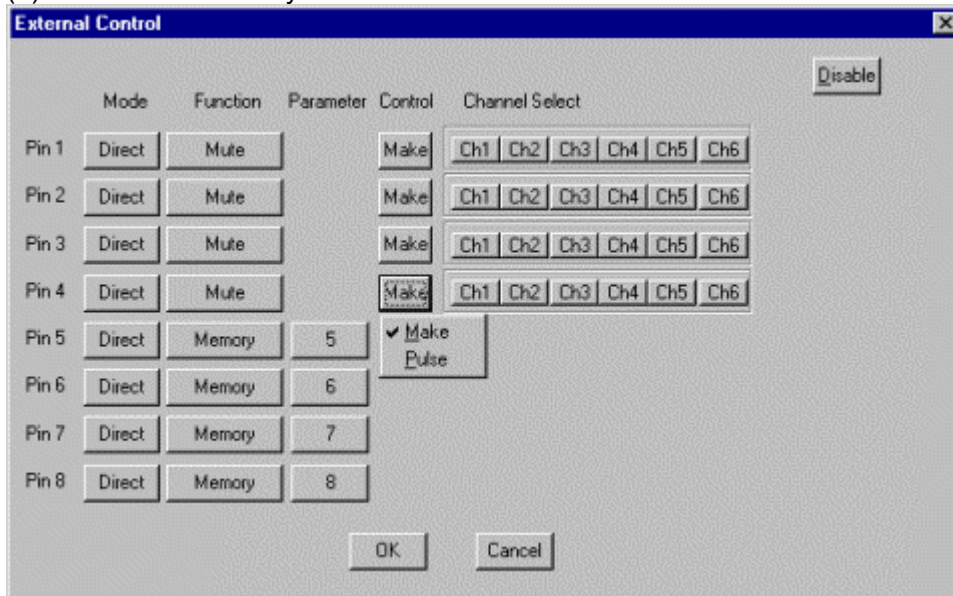 External Control
Disable
Mode Function Parameter Control Channel Select
Pin 1 Direct Mute Make Ch1 Ch2 Ch3 Ch4 Ch5 Ch6
Pin 2 Direct Mute Make Ch1 Ch2 Ch3 Ch4 Ch5 Ch6
Pin 3 Direct Mute Make Ch1 Ch2 Ch3 Ch4 Ch5 Ch6
Pin 4 Direct Mute Make Ch1 Ch2 Ch3 Ch4 Ch5 Ch6
Pin 5 Direct Memory 5 Make
Pulse
Pin 6 Direct Memory 6
Pin 7 Direct Memory 7
Pin 8 Direct Memory 8
OK Cancel